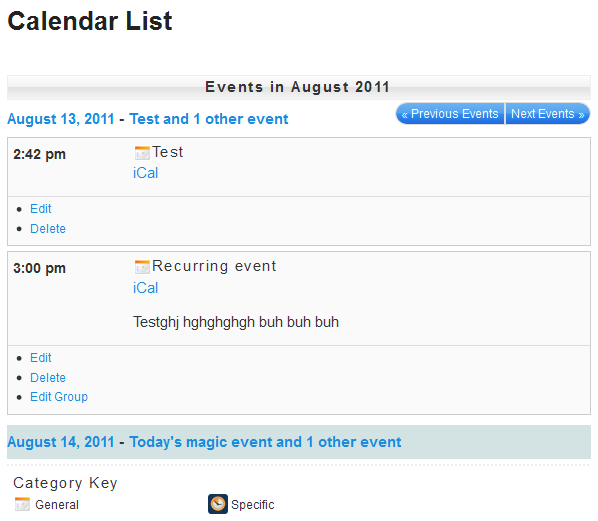 Calendar List
Events in August 2011
August 13, 2011 - Test and 1 other event
« Previous Events Next Events »
2:42 pm Test
iCal
Edit
Delete
3:00 pm Recurring event
iCal
Testghj hghghghgh buh buh buh
Edit
Delete
Edit Group
August 14, 2011 - Today's magic event and 1 other event
Category Key
General Specific